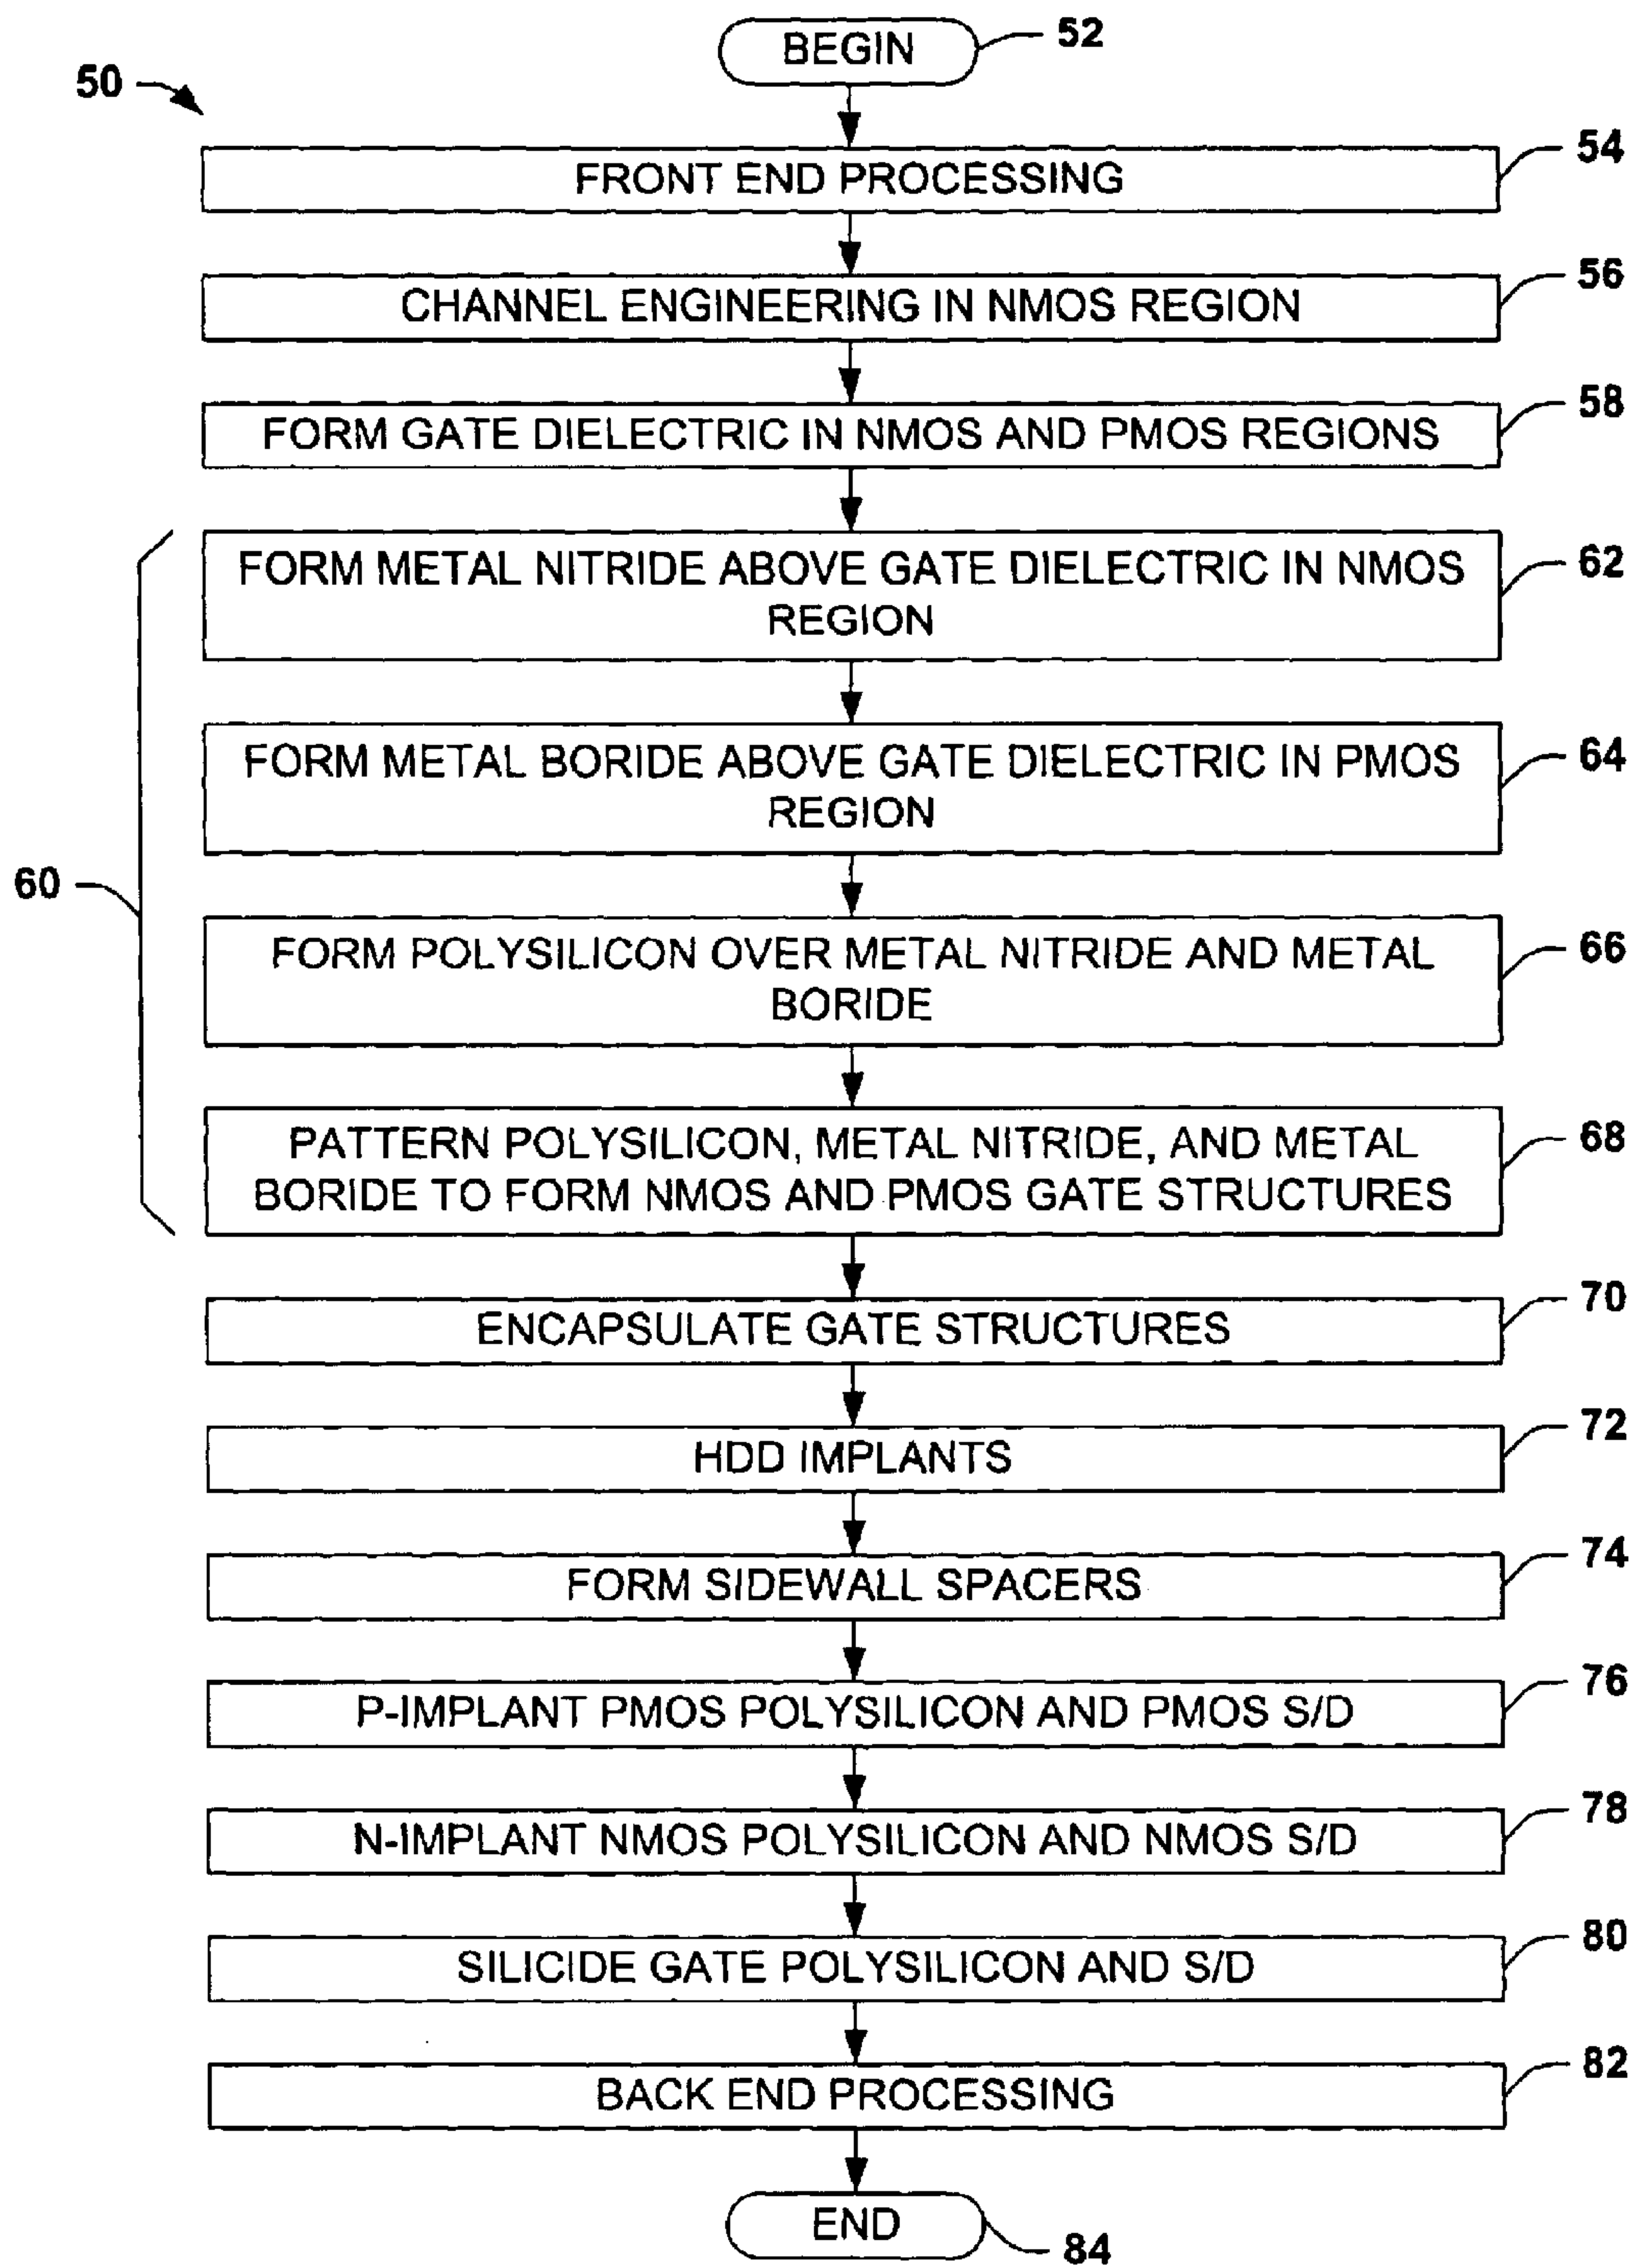 BEGIN
52
50
FRONT END PROCESSING
54
CHANNEL ENGINEERING IN NMOS REGION
56
FORM GATE DIELECTRIC IN NMOS AND PMOS REGIONS
58
60
FORM METAL NITRIDE ABOVE GATE DIELECTRIC IN NMOS
REGION
62
FORM METAL BORIDE ABOVE GATE DIELECTRIC IN PMOS
REGION
64
FORM POLYSILICON OVER METAL NITRIDE AND METAL
BORIDE
66
PATTERN POLYSILICON, METAL NITRIDE, AND METAL
BORIDE TO FORM NMOS AND PMOS GATE STRUCTURES
68
ENCAPSULATE GATE STRUCTURES
70
HDD IMPLANTS
72
FORM SIDEWALL SPACERS
74
P-IMPLANT PMOS POLYSILICON AND PMOS S/D
76
N-IMPLANT NMOS POLYSILICON AND NMOS S/D
78
SILICIDE GATE POLYSILICON AND S/D
80
BACK END PROCESSING
82
END
84